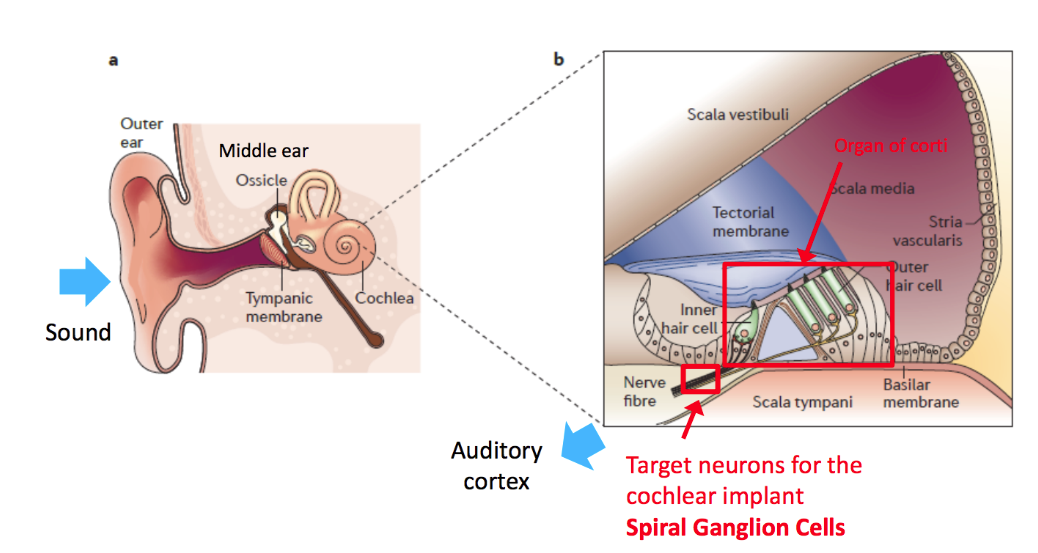 a
Outer
ear
Middle ear
Ossicle
Tympanic
membrane
Cochlea
Sound
b
Scala vestibuli
Organ of corti
Scala media
Tectorial
membrane
Stria
vascularis
Outer
hair cell
Inner
hair cell
Nerve
fibre
Scala tympani
Basilar
membrane
Auditory
cortex
Target neurons for the
cochlear implant
Spiral Ganglion Cells